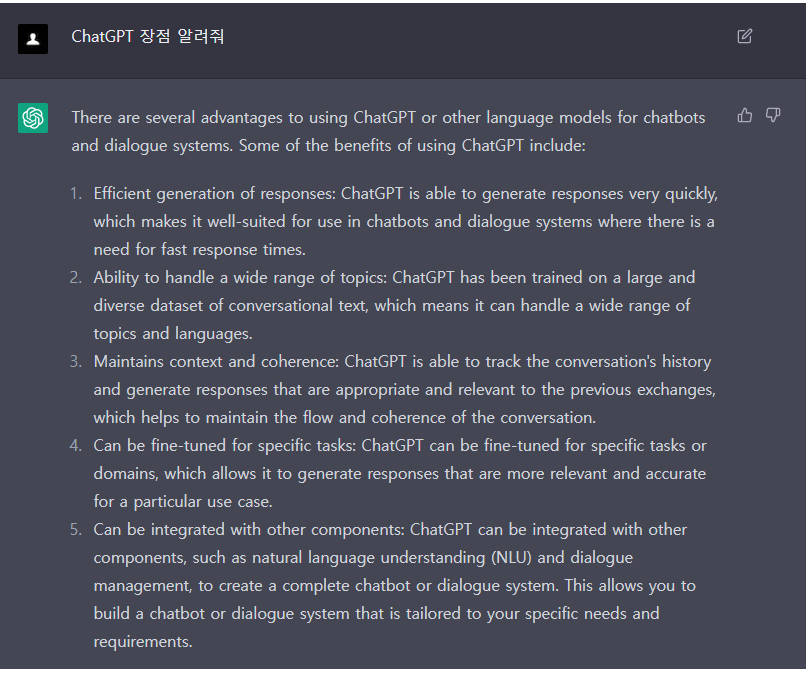 ChatGPT 장점 알려줘
There are several advantages to using ChatGPT or other language models for chatbots
and dialogue systems. Some of the benefits of using ChatGPT include:
1. Efficient generation of responses: ChatGPT is able to generate responses very quickly,
which makes it well-suited for use in chatbots and dialogue systems where there is a
need for fast response times.
2. Ability to handle a wide range of topics: ChatGPT has been trained on a large and
diverse dataset of conversational text, which means it can handle a wide range of
topics and languages.
3. Maintains context and coherence: ChatGPT is able to track the conversation's history
and generate responses that are appropriate and relevant to the previous exchanges,
which helps to maintain the flow and coherence of the conversation.
4. Can be fine-tuned for specific tasks: ChatGPT can be fine-tuned for specific tasks or
domains, which allows it to generate responses that are more relevant and accurate
for a particular use case.
5. Can be integrated with other components: ChatGPT can be integrated with other
components, such as natural language understanding (NLU) and dialogue
management, to create a complete chatbot or dialogue system. This allows you to
build a chatbot or dialogue system that is tailored to your specific needs and
requirements.